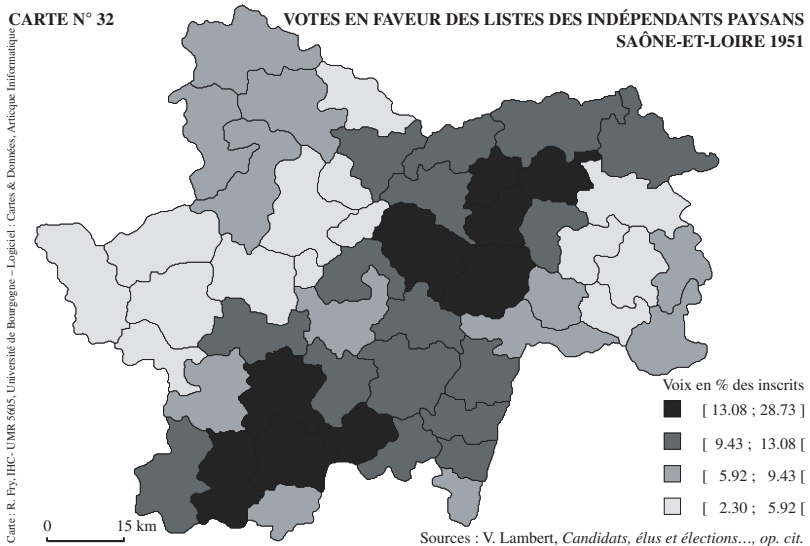 CARTE N° 32
VOTES EN FAVEUR DES LISTES DES INDÉPENDANTS PAYSANS
SAÔNE-ET-LOIRE 1951
Carte : R. Fry, IHC- UMR 5605, Université de Bourgogne – Logiciel : Cartes & Données, Articque Iniformatique
Voix en % des inscrits
[ 13.08 ; 28.73 ]
[ 9.43 ; 13.08 [
[ 5.92 ; 9.43 [
[ 2.30 ; 5.92 [
0 15 km
Sources : V. Lambert, Candidats, élus et élections…, op. cit.